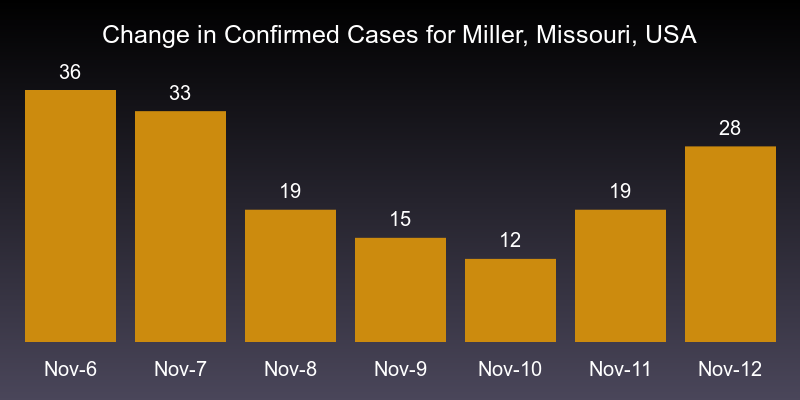 Change in Confirmed Cases for Miller, Missouri, USA
36
33
19
15
12
19
28
Nov-6
Nov-7
Nov-8
Nov-9
Nov-10
Nov-11
Nov-12